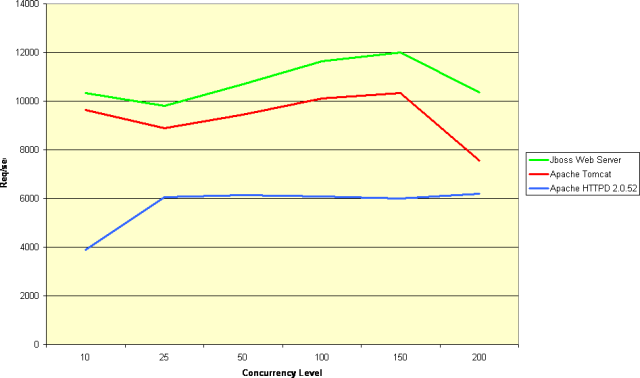 14000
12000
10000
8000
6000
4000
2000
0
Req/se
10 25 50 100 150 200
Concurrency Level
Jboss Web Server
Apache Tomcat
Apache HTTPD 2.0.52